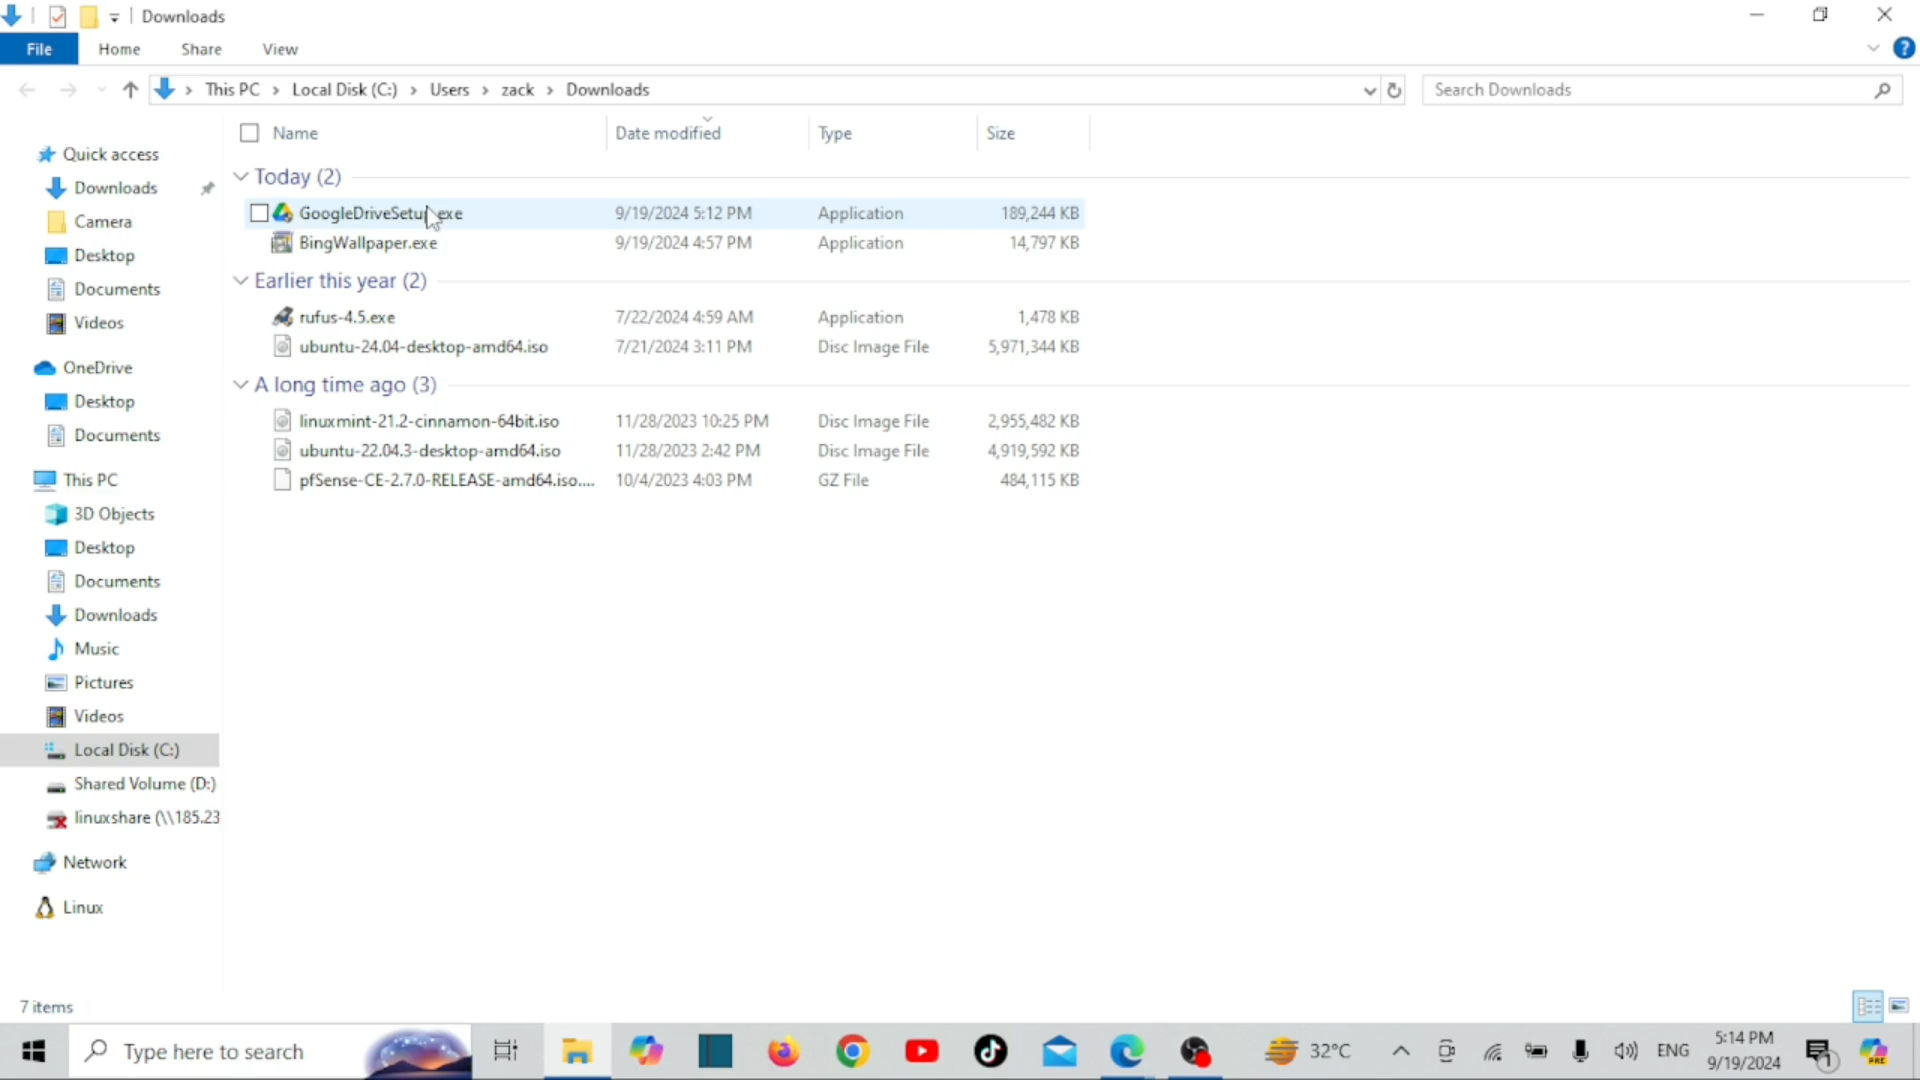 Downloads
File Home Share View
This PC Local Disk (C:) Users zack Downloads Search Downloads
Name Date modified Type Size
Quick access
Downloads
Camera
Desktop
Documents
Videos
OneDrive
Desktop
Documents
This PC
3D Objects
Desktop
Documents
Downloads
Music
Pictures
Videos
Local Disk (C:)
Shared Volume (D:)
linuxshare (\\185.23
Network
Linux
Today (2)
GoogleDriveSetup.exe 9/19/2024 5:12 PM Application 189,244 KB
BingWallpaper.exe 9/19/2024 4:57 PM Application 14,797 KB
Earlier this year (2)
rufus-4.5.exe 7/22/2024 4:59 AM Application 1,478 KB
ubuntu-24.04-desktop-amd64.iso 7/21/2024 3:11 PM Disc Image File 5,971,344 KB
A long time ago (3)
linuxmint-21.2-cinnamon-64bit.iso 11/28/2023 10:25 PM Disc Image File 2,955,482 KB
ubuntu-22.04.3-desktop-amd64.iso 11/28/2023 2:42 PM Disc Image File 4,919,592 KB
pfSense-CE-2.7.0-RELEASE-amd64.iso.... 10/4/2023 4:03 PM GZ File 484,115 KB
7 items
Type here to search 32°C ENG 5:14 PM
9/19/2024
1
PRE